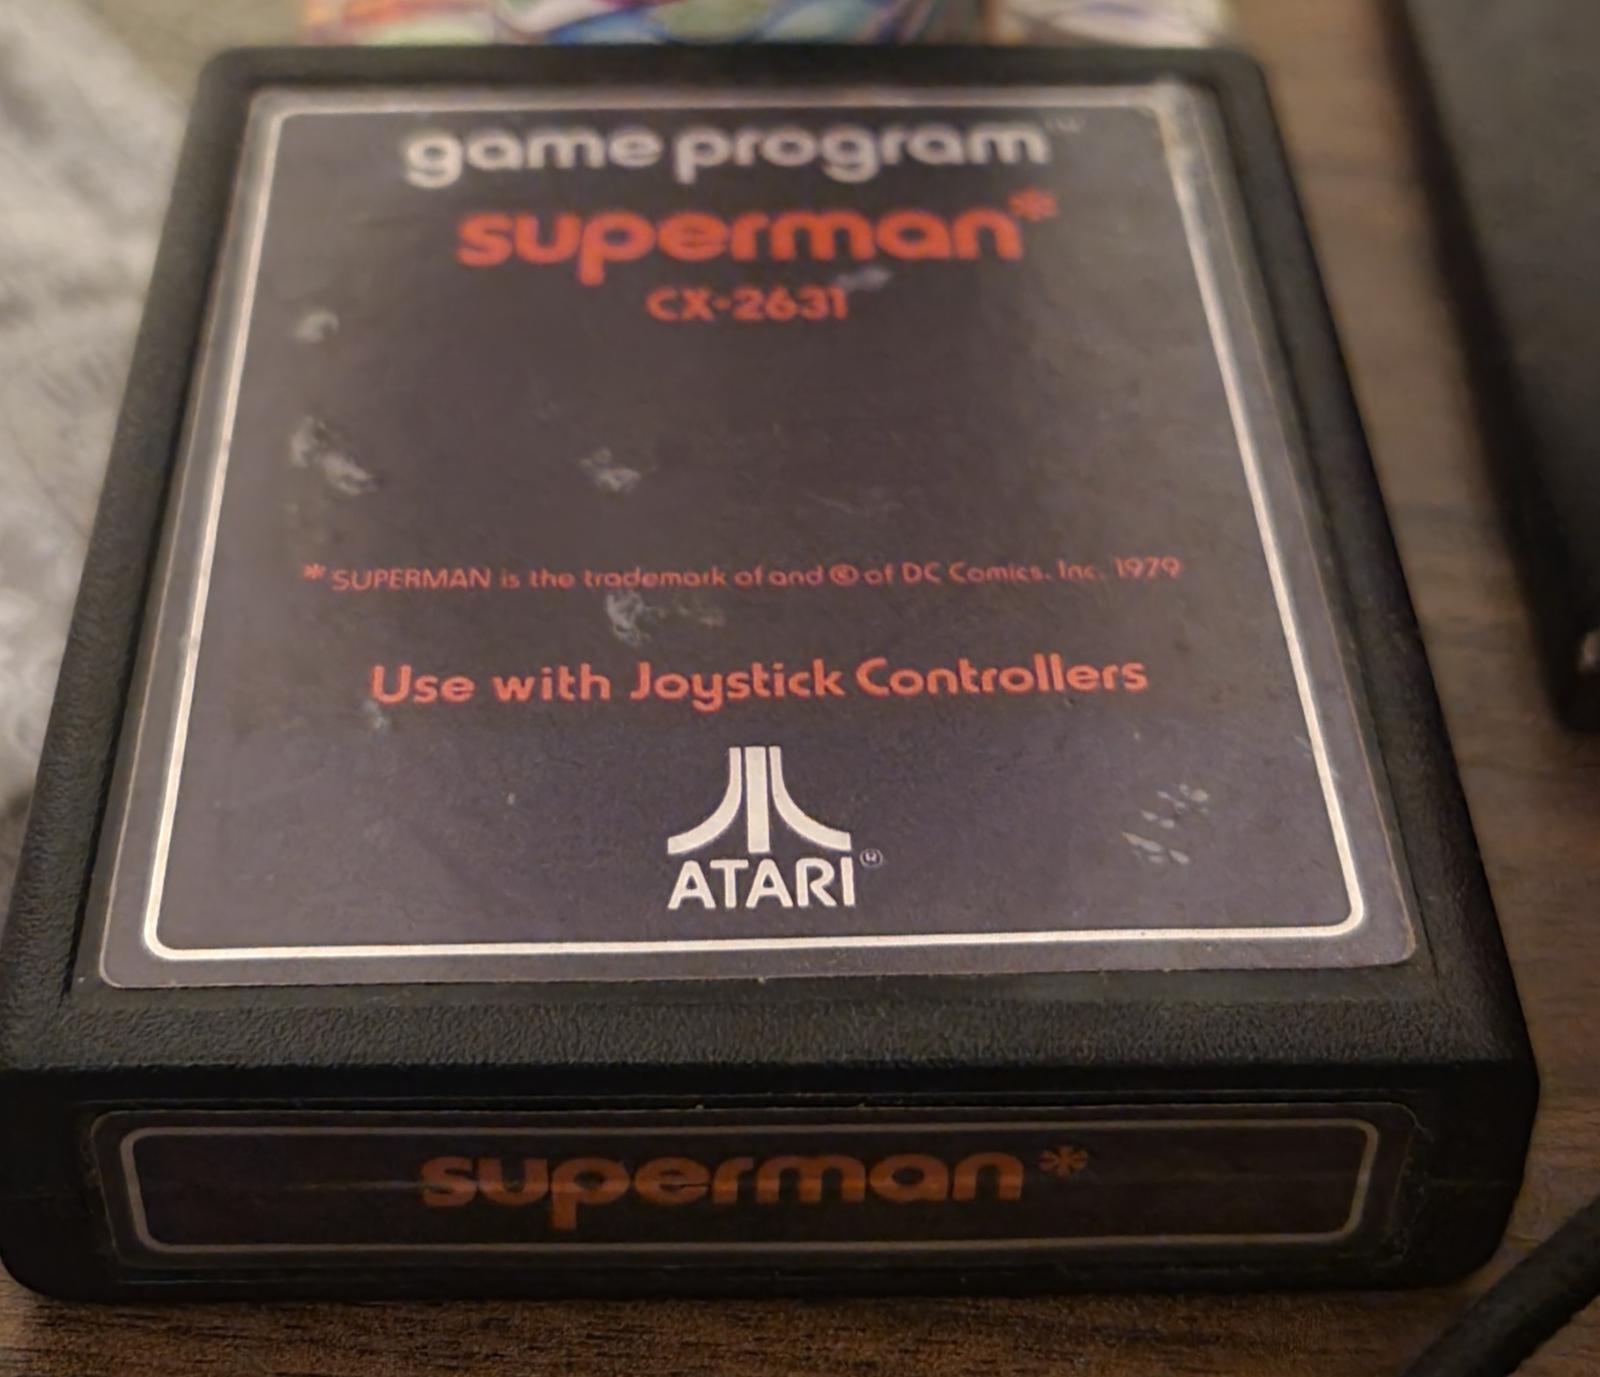 game program™
superman*
CX-2631
* SUPERMAN is the trademark of and ® of DC Comics. Inc. 1979
Use with Joystick Controllers
ATARI®
superman*